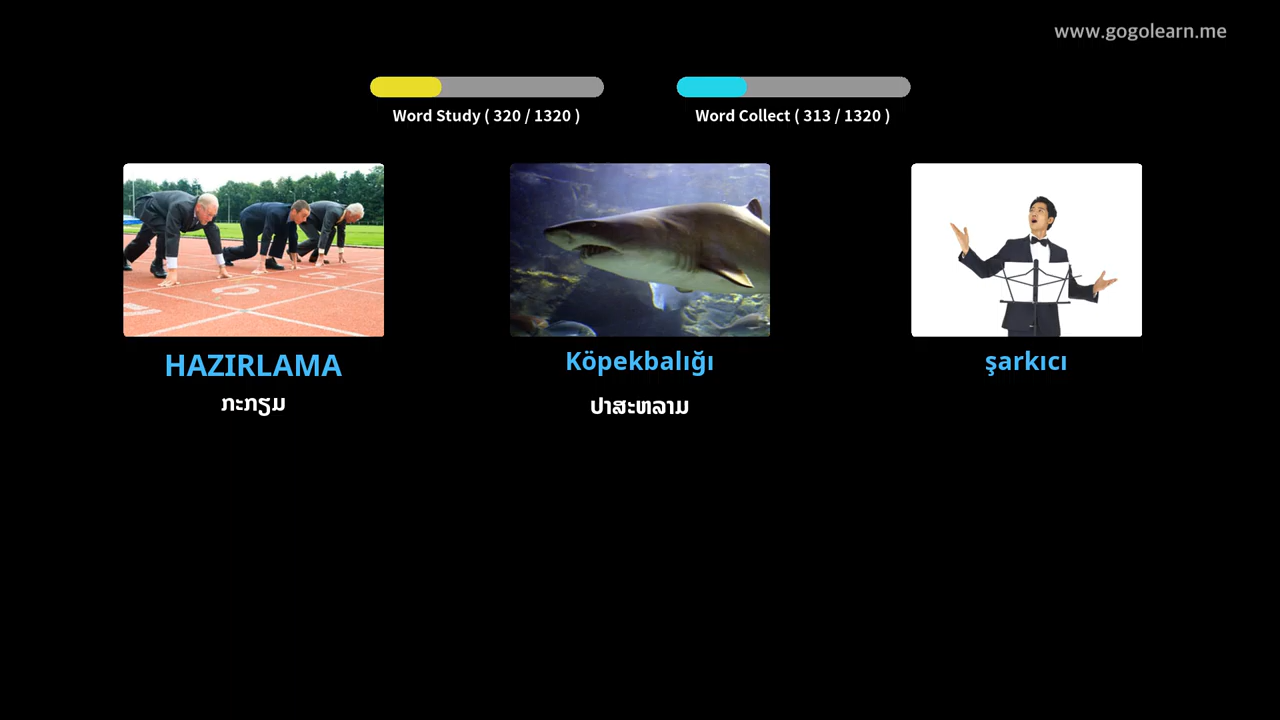 www.gogolearn.me
Word Study ( 320 / 1320 )
Word Collect ( 313 / 1320 )
HAZIRLAMA
ກະກຽມ
Köpekbalığı
ປາສະຫລາມ
şarkıcı